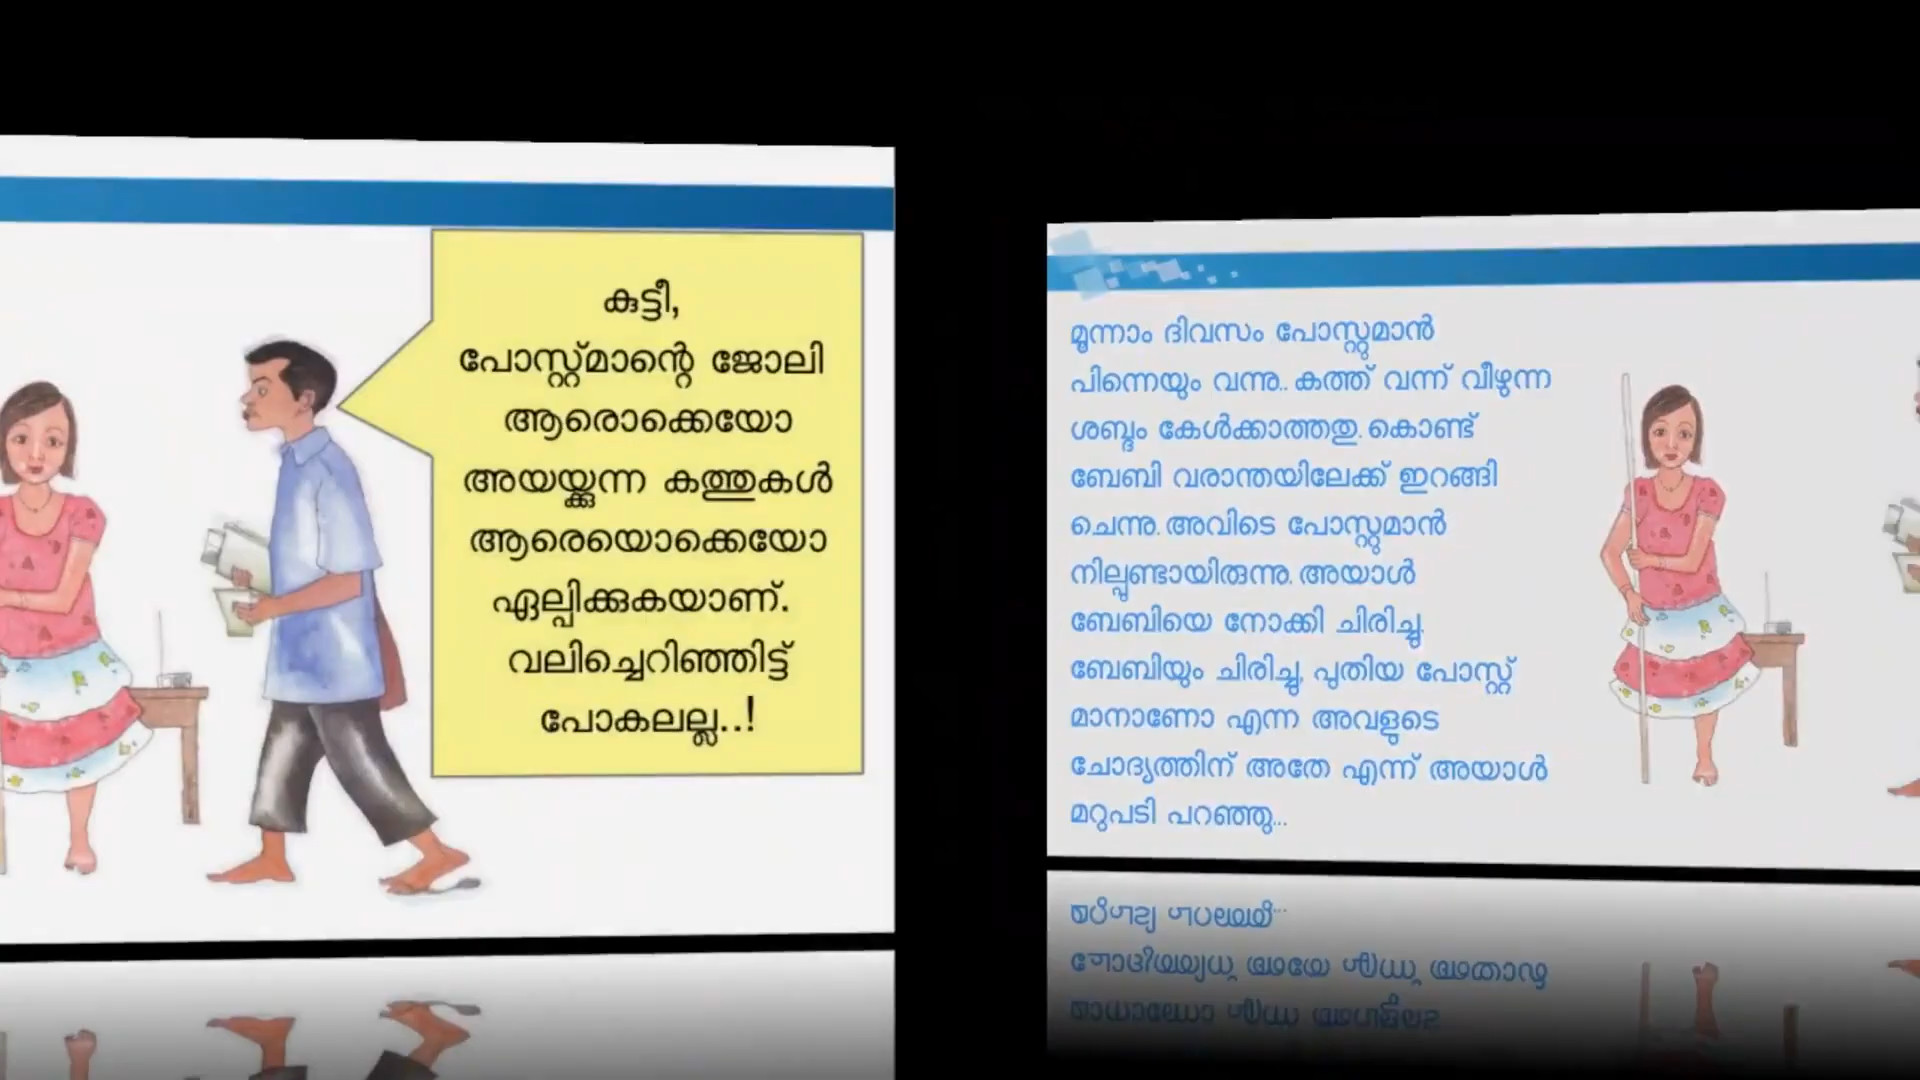 കുട്ടീ,
പോസ്റ്റ്മാന്റെ ജോലി
ആരൊക്കെയോ
അയയ്ക്കുന്ന കത്തുകൾ
ആരെയൊക്കെയോ
ഏല്പിക്കുകയാണ്.
വലിച്ചെറിഞ്ഞിട്ട്
പോകലല്ല..!
മൂന്നാം ദിവസം പോസ്റ്റുമാൻ
പിന്നെയും വന്നു.. കത്ത് വന്ന് വീഴുന്ന
ശബ്ദം കേൾക്കാത്തതു. കൊണ്ട്
ബേബി വരാന്തയിലേക്ക് ഇറങ്ങി
ചെന്നു. അവിടെ പോസ്റ്റുമാൻ
നില്പുണ്ടായിരുന്നു. അയാൾ
ബേബിയെ നോക്കി ചിരിച്ചു.
ബേബിയും ചിരിച്ചു, പുതിയ പോസ്റ്റ്
മാനാണോ എന്ന അവളുടെ
ചോദ്യത്തിന് അതേ എന്ന് അയാൾ
മറുപടി പറഞ്ഞു...